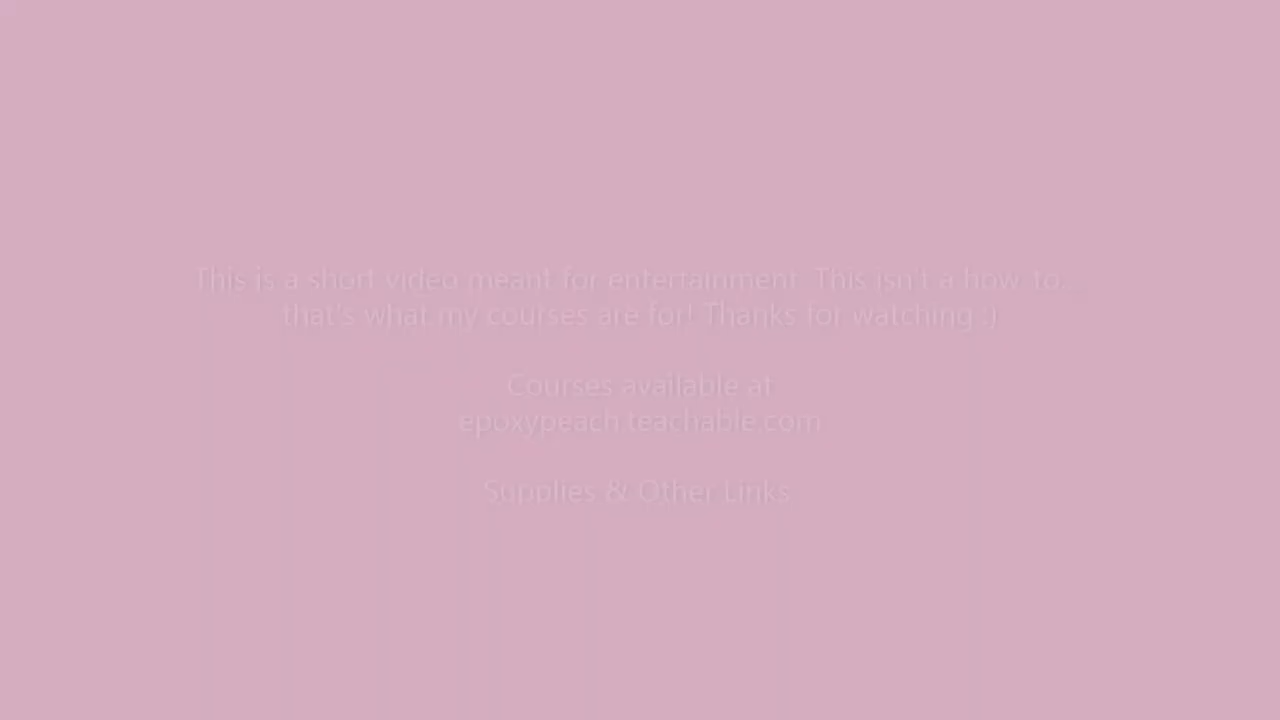 This is a short video meant for entertainment. This isn't a how to...
that's what my courses are for! Thanks for watching :)
Courses available at
epoxypeach.teachable.com
Supplies & Other Links